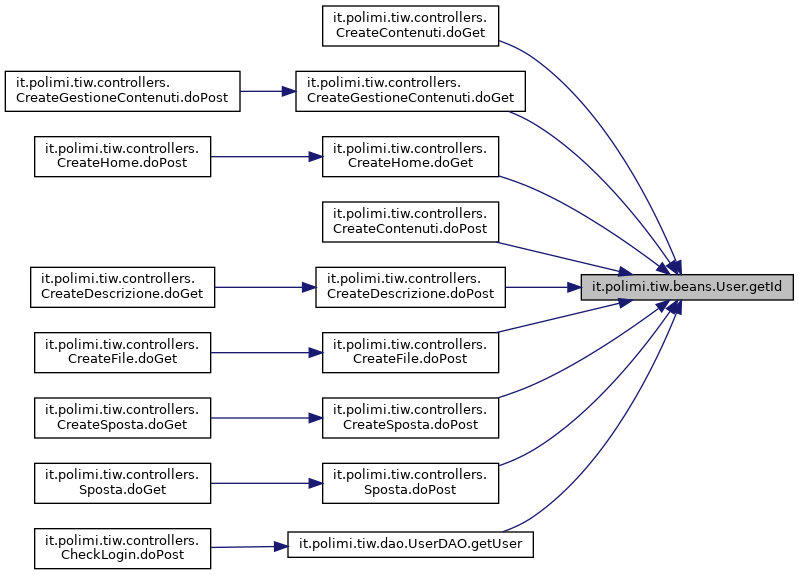 it.polimi.tiw.controllers.
CreateContenuti.doGet
it.polimi.tiw.controllers.
CreateGestioneContenuti.doPost
it.polimi.tiw.controllers.
CreateGestioneContenuti.doGet
it.polimi.tiw.controllers.
CreateHome.doPost
it.polimi.tiw.controllers.
CreateHome.doGet
it.polimi.tiw.controllers.
CreateContenuti.doPost
it.polimi.tiw.controllers.
CreateDescrizione.doGet
it.polimi.tiw.controllers.
CreateDescrizione.doPost
it.polimi.tiw.beans.User.getId
it.polimi.tiw.controllers.
CreateFile.doGet
it.polimi.tiw.controllers.
CreateFile.doPost
it.polimi.tiw.controllers.
CreateSposta.doGet
it.polimi.tiw.controllers.
CreateSposta.doPost
it.polimi.tiw.controllers.
Sposta.doGet
it.polimi.tiw.controllers.
Sposta.doPost
it.polimi.tiw.controllers.
CheckLogin.doPost
it.polimi.tiw.dao.UserDAO.getUser